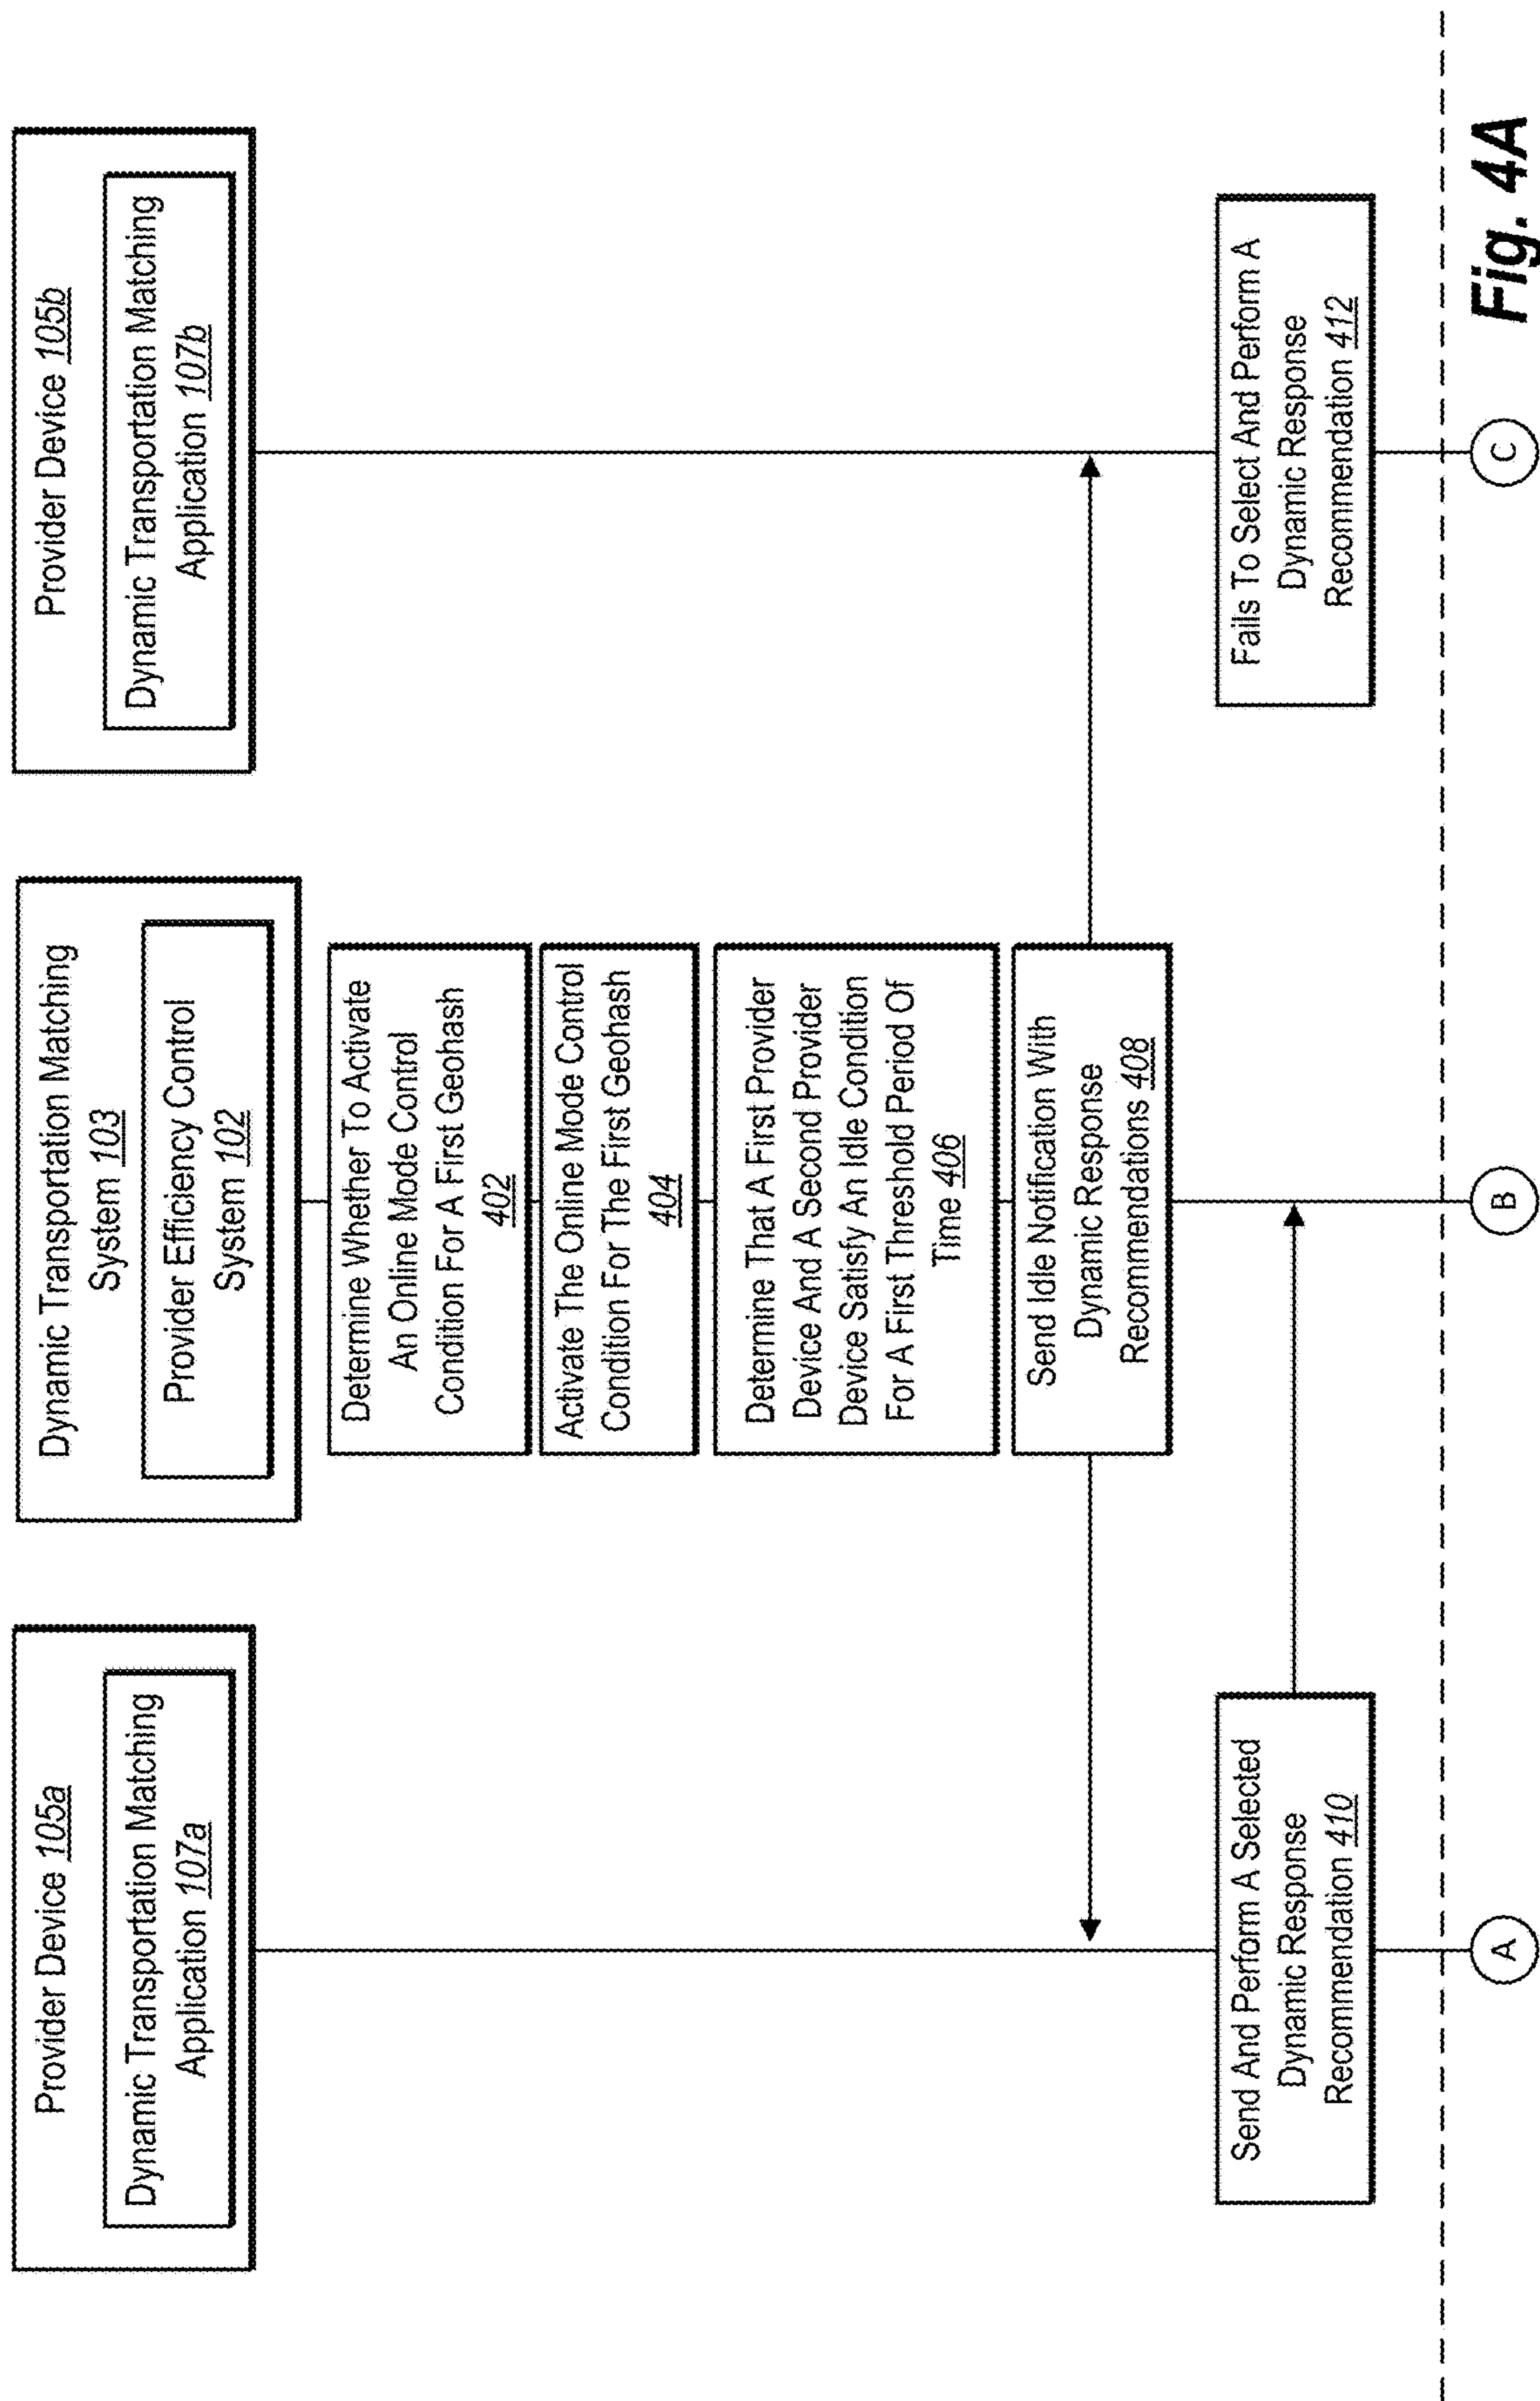 Provider Device 105a
Dynamic Transportation Matching
Application 107a
Dynamic Transportation Matching
System 103
Provider Efficiency Control
System 102
Provider Device 105b
Dynamic Transportation Matching
Application 107b
Determine Whether To Activate
An Online Mode Control
Condition For A First Geohash
402
Activate The Online Mode Control
Condition For The First Geohash
404
Determine That A First Provider
Device And A Second Provider
Device Satisfy An Idle Condition
For A First Threshold Period Of
Time 406
Send Idle Notification With
Dynamic Response
Recommendations 408
Send And Perform A Selected
Dynamic Response
Recommendation 410
Fails To Select And Perform A
Dynamic Response
Recommendation 412
A
B
C
Fig. 4A